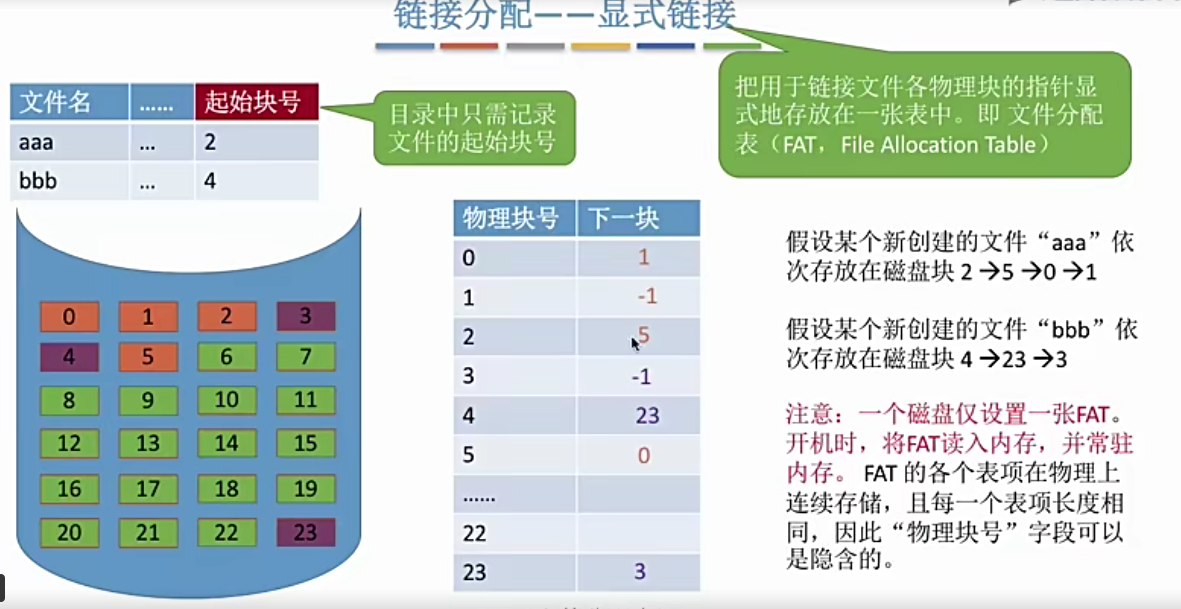 链接分配——显式链接
文件名 …… 起始块号
aaa ... 2
bbb ... 4
目录中只需记录
文件的起始块号
把用于链接文件各物理块的指针显
式地存放在一张表中。即 文件分配
表（FAT，File Allocation Table）
0 1 2 3
4 5 6 7
8 9 10 11
12 13 14 15
16 17 18 19
20 21 22 23
物理块号 下一块
0 1
1 -1
2 5
3 -1
4 23
5 0
……
22
23 3
假设某个新创建的文件“aaa”依
次存放在磁盘块 2→5→0→1
假设某个新创建的文件“bbb”依
次存放在磁盘块 4→23→3
注意：一个磁盘仅设置一张FAT。
开机时，将FAT读入内存，并常驻
内存。 FAT 的各个表项在物理上
连续存储，且每一个表项长度相
同，因此“物理块号”字段可以
是隐含的。